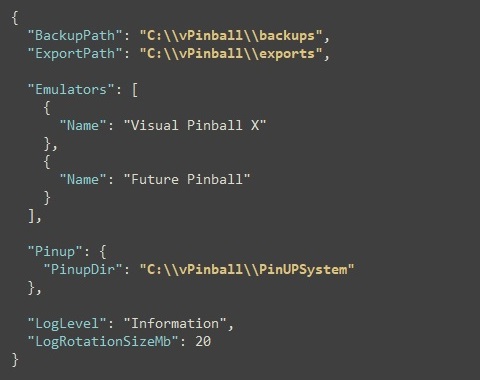 {
  "BackupPath": "C:\\vPinball\\backups",
  "ExportPath": "C:\\vPinball\\exports",

  "Emulators": [
    {
      "Name": "Visual Pinball X"
    },
    {
      "Name": "Future Pinball"
    }
  ],

  "Pinup": {
    "PinupDir": "C:\\vPinball\\PinUPSystem"
  },

  "LogLevel": "Information",
  "LogRotationSizeMb": 20
}